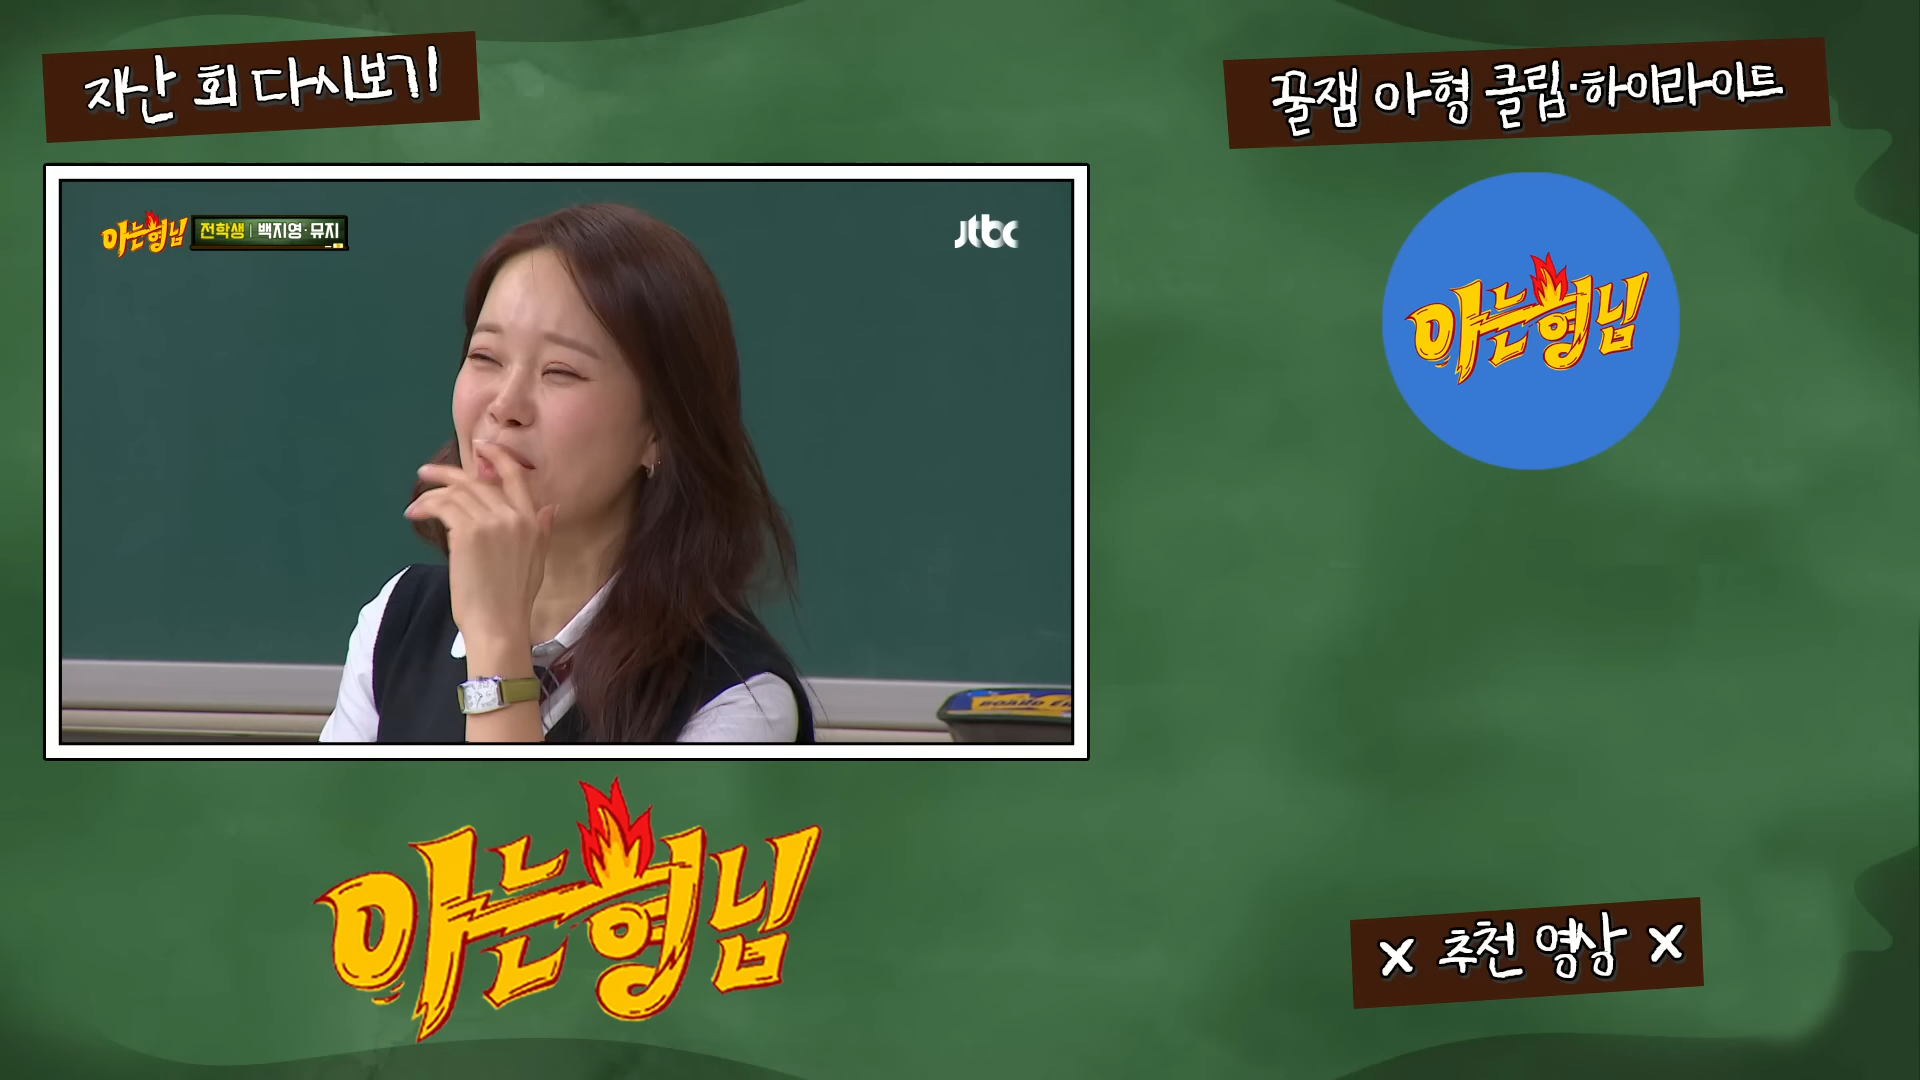 지난 회 다시보기
꿀잼 아형 클립·하이라이트
아는형님
전학생 | 백지영·뮤지
jtbc
아는형님
아는형님
x 추천 영상 x